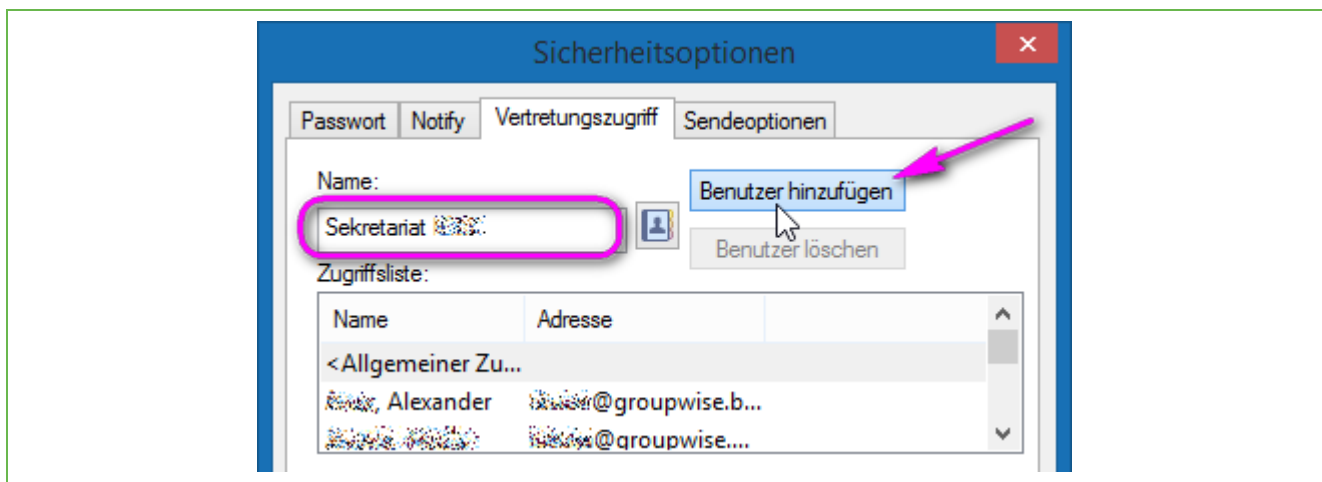 Sicherheitsoptionen
Passwort Notify Vertretungszugriff Sendeoptionen
Name:
Benutzer hinzufügen
Sekretariat
Benutzer löschen
Zugriffsliste:
Name Adresse
<Allgemeiner Zu...
, Alexander @groupwise.b...
@groupwise....